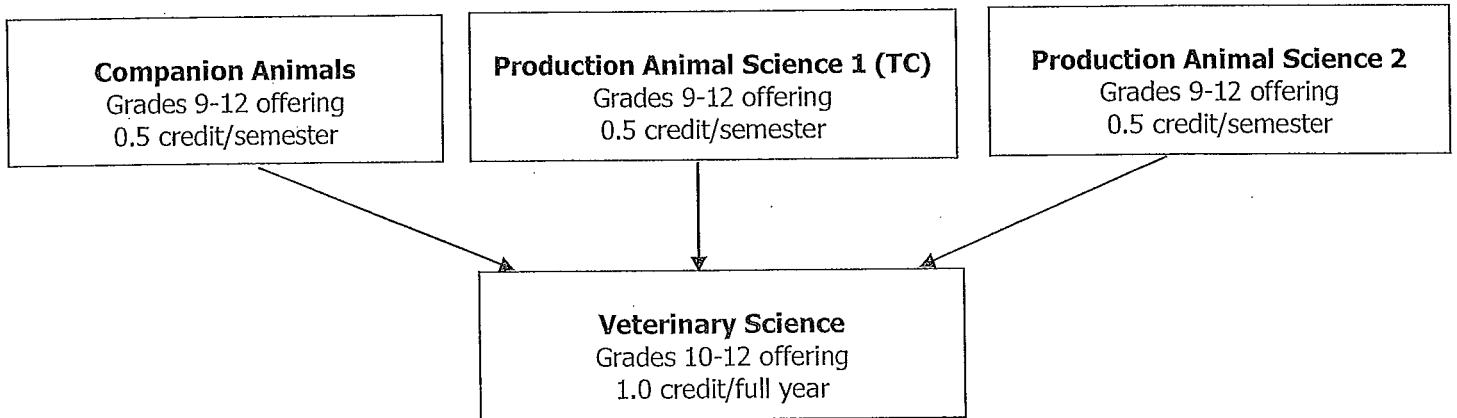 Companion Animals
Grades 9-12 offering
0.5 credit/semester
Production Animal Science 1 (TC)
Grades 9-12 offering
0.5 credit/semester
Production Animal Science 2
Grades 9-12 offering
0.5 credit/semester
Veterinary Science
Grades 10-12 offering
1.0 credit/full year